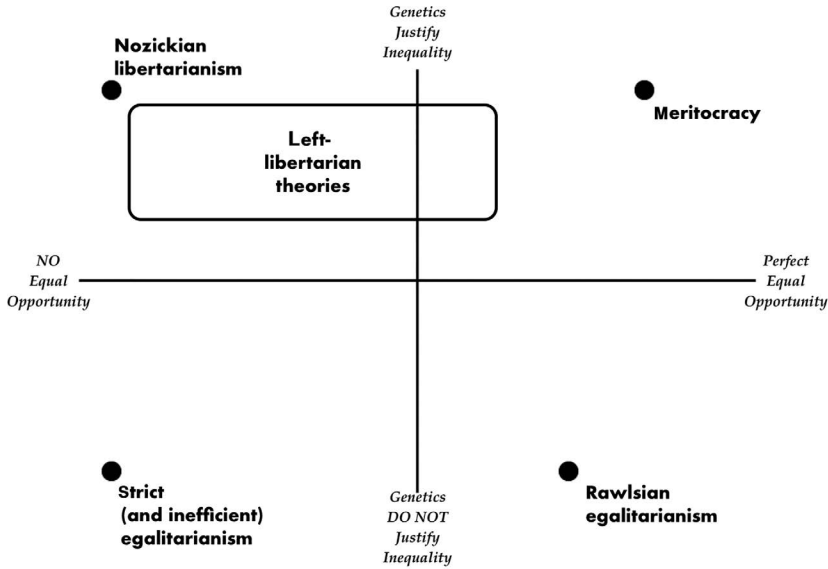 Genetics
Justify
Inequality
Nozickian
libertarianism
Meritocracy
Left-
libertarian
theories
NO
Equal
Opportunity
Perfect
Equal
Opportunity
Strict
(and inefficient)
egalitarianism
Genetics
DO NOT
Justify
Inequality
Rawlsian
egalitarianism